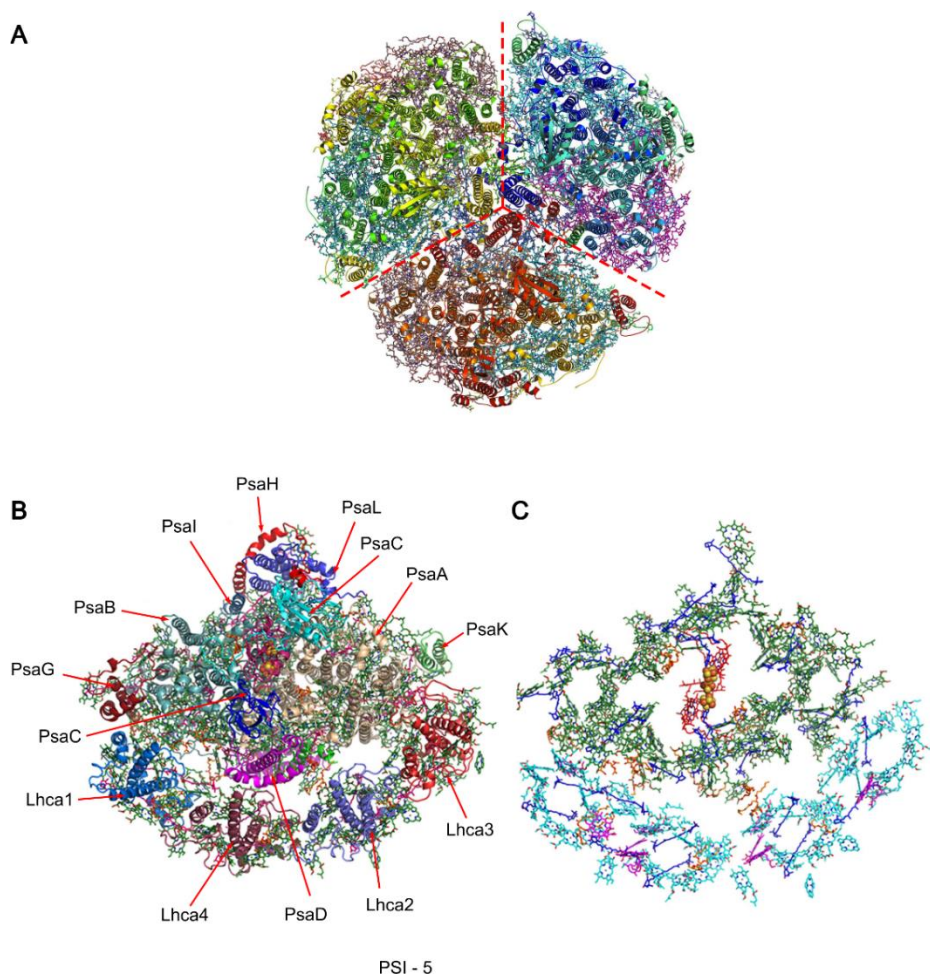 A
B
C
PsaH
PsaL
PsaI
PsaC
PsaB
PsaA
PsaK
PsaG
PsaC
Lhca1
Lhca3
Lhca4
PsaD
Lhca2
PSI - 5